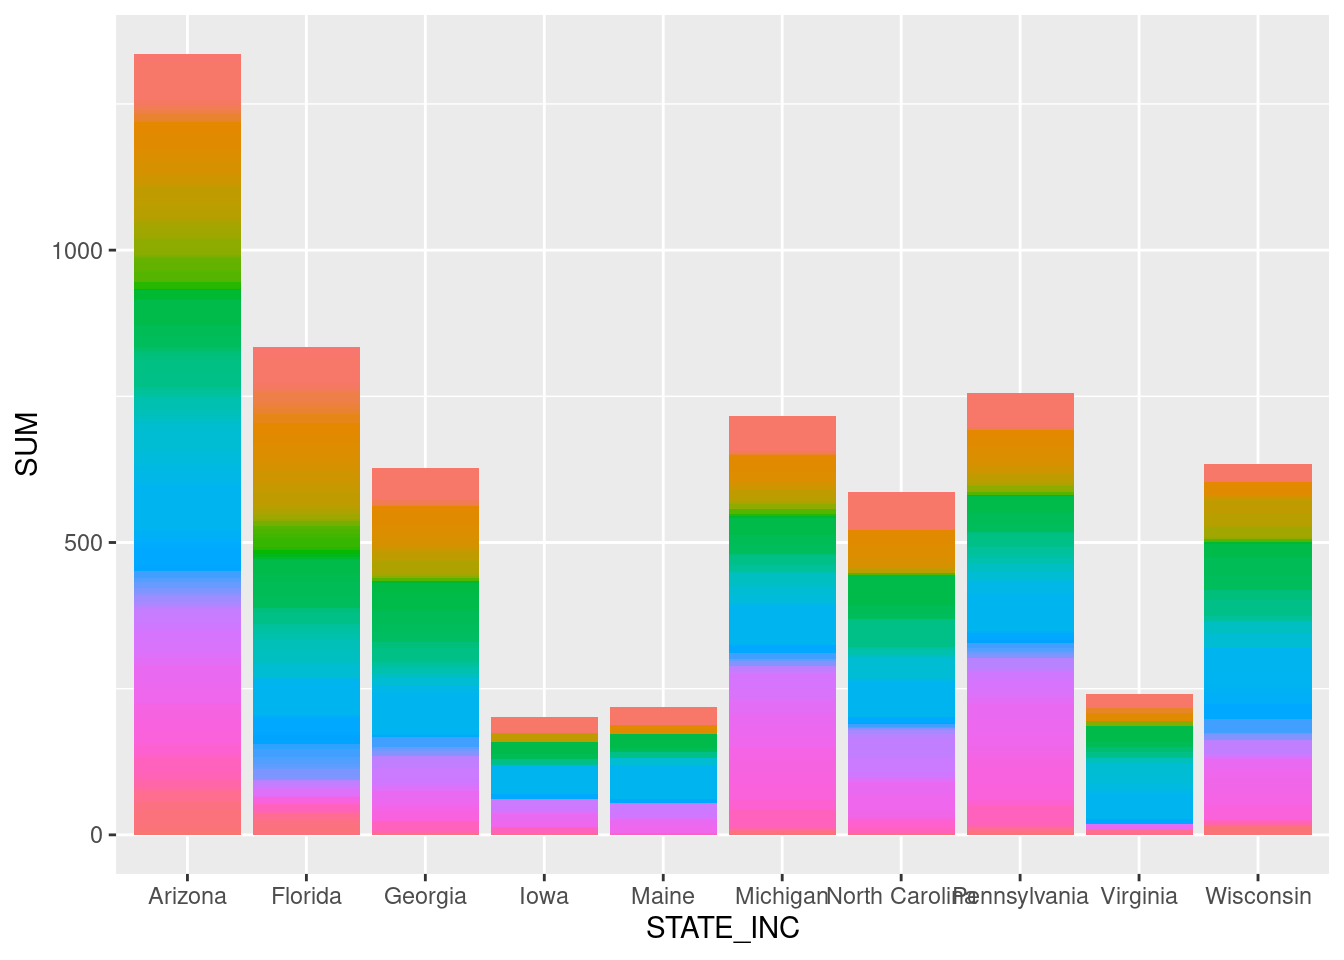 SUM
1000
500
0
Arizona Florida Georgia Iowa Maine Michigan North Carolina Pennsylvania Virginia Wisconsin
STATE_INC